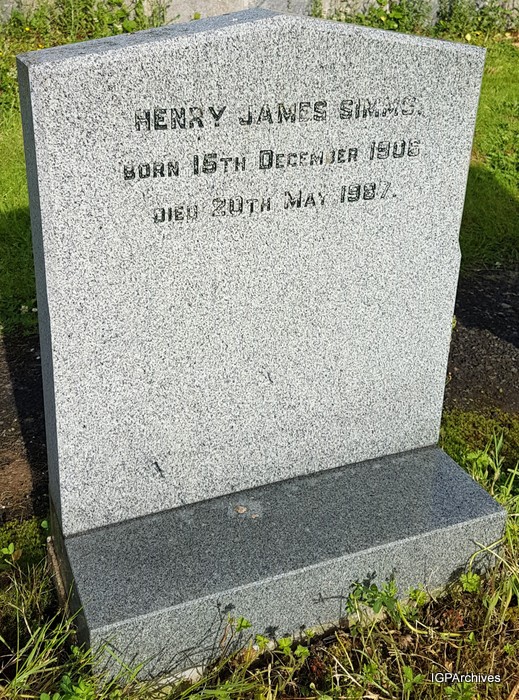 HENRY JAMES SIMMS.
BORN 15TH DECEMBER 1906
DIED 20TH MAY 1987.
IGPArchives